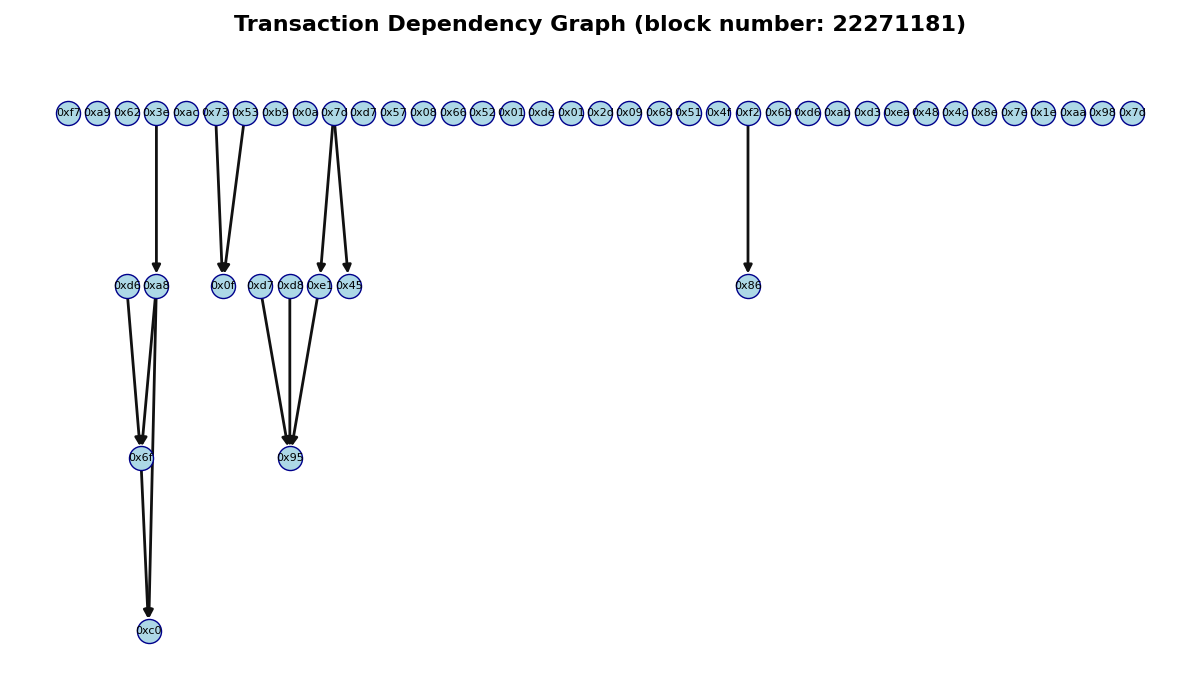 Transaction Dependency Graph (block number: 22271181)
0xf7 0xa9 0x62 0x3e 0xac 0x73 0x53 0xb9 0x0a 0x7d 0xd7 0x57 0x08 0x66 0x52 0x01 0xde 0x01 0x2d 0x09 0x68 0x51 0x4f 0xf2 0x6b 0xd6 0xab 0xd3 0xea 0x48 0x4d 0x8e 0x7e 0x1e 0xaa 0x98 0x7d
0xd6 0xa8 0x0f 0xd7 0xd8 0xe1 0x45 0x86
0x6f 0x95
0xc0